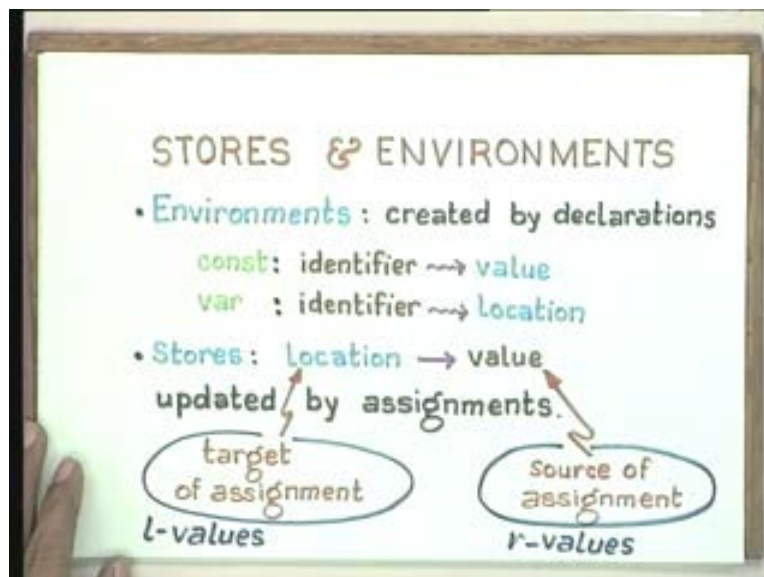 STORES & ENVIRONMENTS
• Environments : created by declarations
const : identifier ⇝ value
var : identifier ⇝ Location
• Stores : Location → value
updated by assignments.
target
of assignment
l-values
source of
assignment
r-values